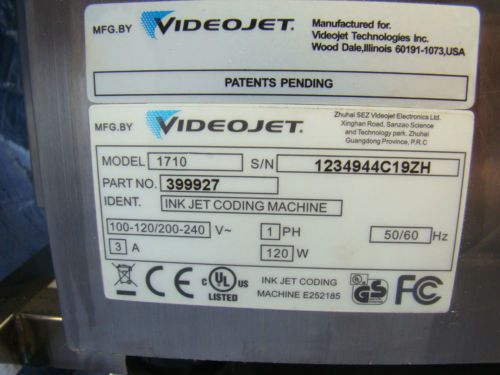 MFG.BY VIDEOJET.
Manufactured for.
Videojet Technologies Inc.
Wood Dale,Illinois 60191-1073,USA
PATENTS PENDING
MFG.BY VIDEOJET.
Zhuhai SEZ Videojet Electronics Ltd.
Xinghan Road, Sanzao Science
and Technology park. Zhuhai
Guangdong Province, P.R.C
MODEL 1710 S/N 1234944C19ZH
PART NO. 399927
IDENT. INK JET CODING MACHINE
100-120/200-240 V~ 1 PH 50/60 Hz
3 A 120 W
CE C UL US LISTED
INK JET CODING
MACHINE E252185
GS FC